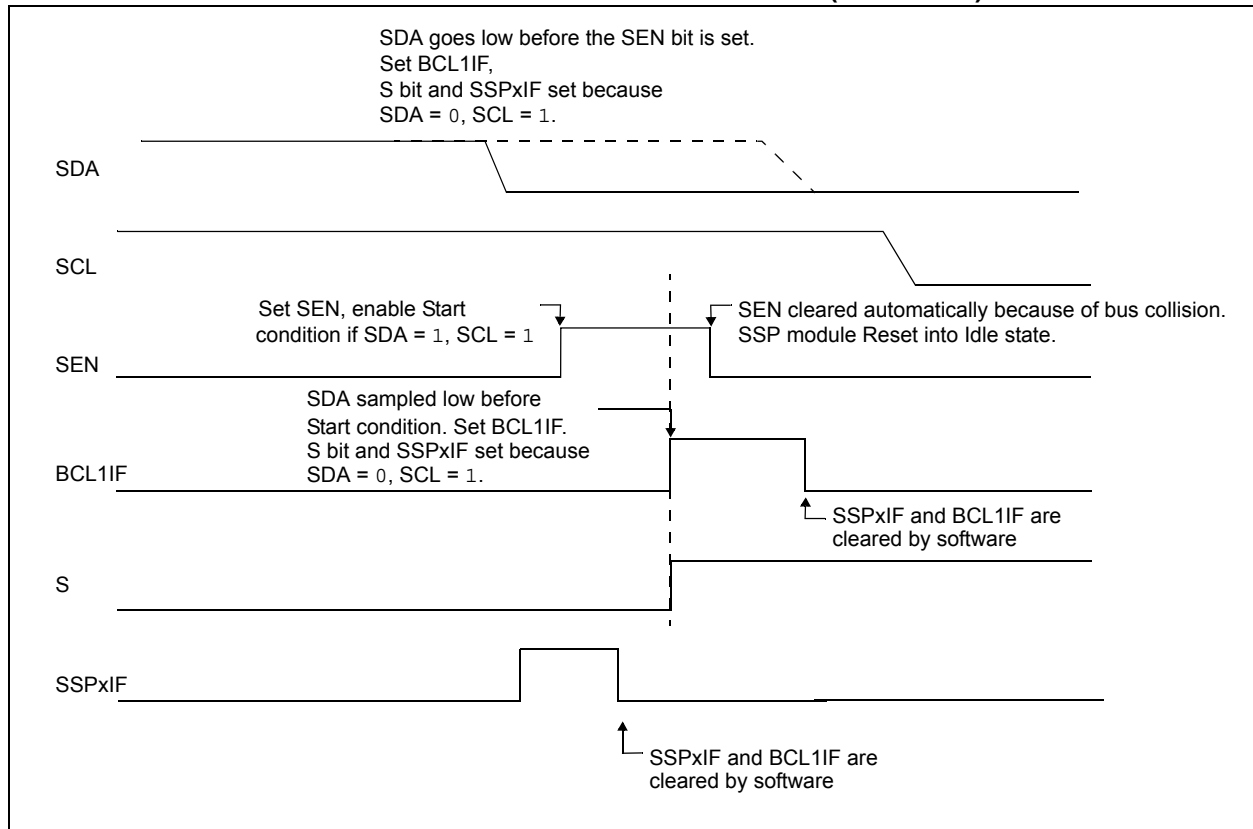 SDA goes low before the SEN bit is set.
Set BCL1IF,
S bit and SSPxIF set because
SDA = 0, SCL = 1.
SDA
SCL
Set SEN, enable Start
condition if SDA = 1, SCL = 1
SEN cleared automatically because of bus collision.
SSP module Reset into Idle state.
SEN
SDA sampled low before
Start condition. Set BCL1IF.
S bit and SSPxIF set because
SDA = 0, SCL = 1.
BCL1IF
SSPxIF and BCL1IF are
cleared by software
S
SSPxIF
SSPxIF and BCL1IF are
cleared by software